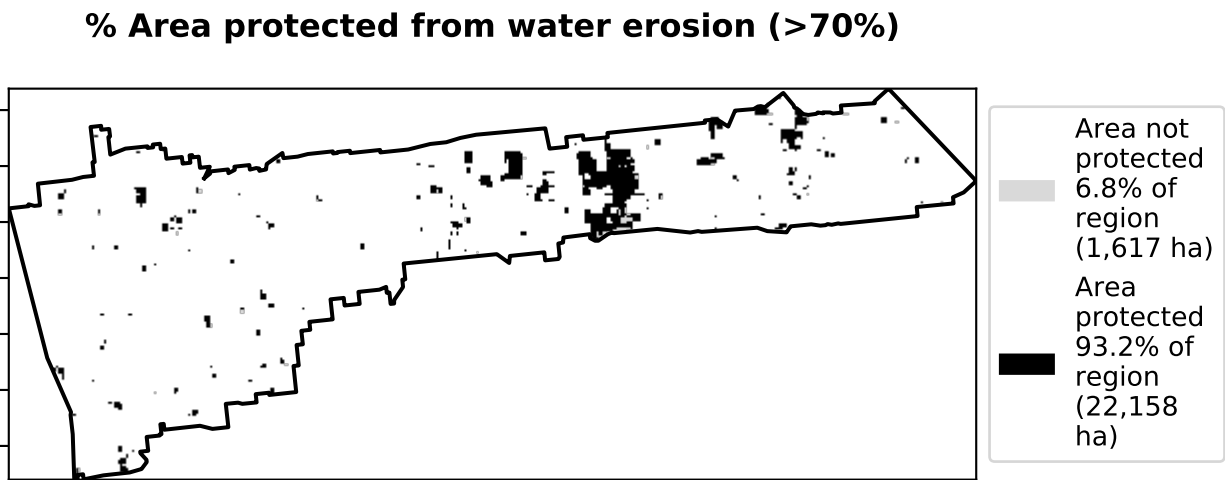 % Area protected from water erosion (>70%)
Area not
protected
6.8% of
region
(1,617 ha)
Area
protected
93.2% of
region
(22,158
ha)